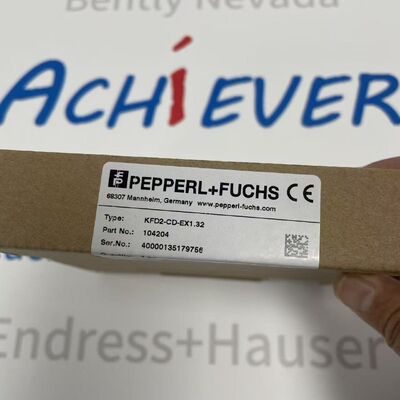 Bently Nevada
ACHiEVER
PEPPERL+FUCHS CE
68307 Mannheim, Germany www.pepperl-fuchs.com
Type: KFD2-CD-EX1.32
Part No.: 104204
Ser.No.: 40000135179756
Endress+Hauser